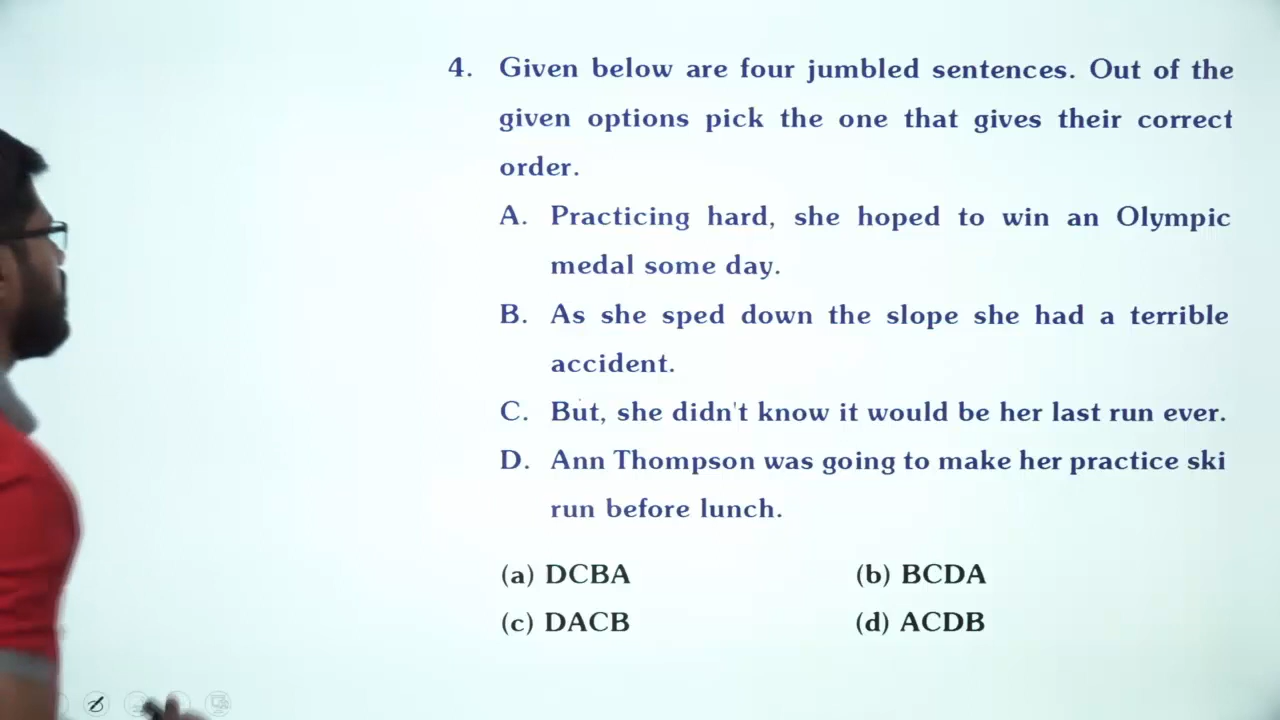 4. Given below are four jumbled sentences. Out of the
given options pick the one that gives their correct
order.
A. Practicing hard, she hoped to win an Olympic
medal some day.
B. As she sped down the slope she had a terrible
accident.
C. But, she didn't know it would be her last run ever.
D. Ann Thompson was going to make her practice ski
run before lunch.
(a) DCBA (b) BCDA
(c) DACB (d) ACDB